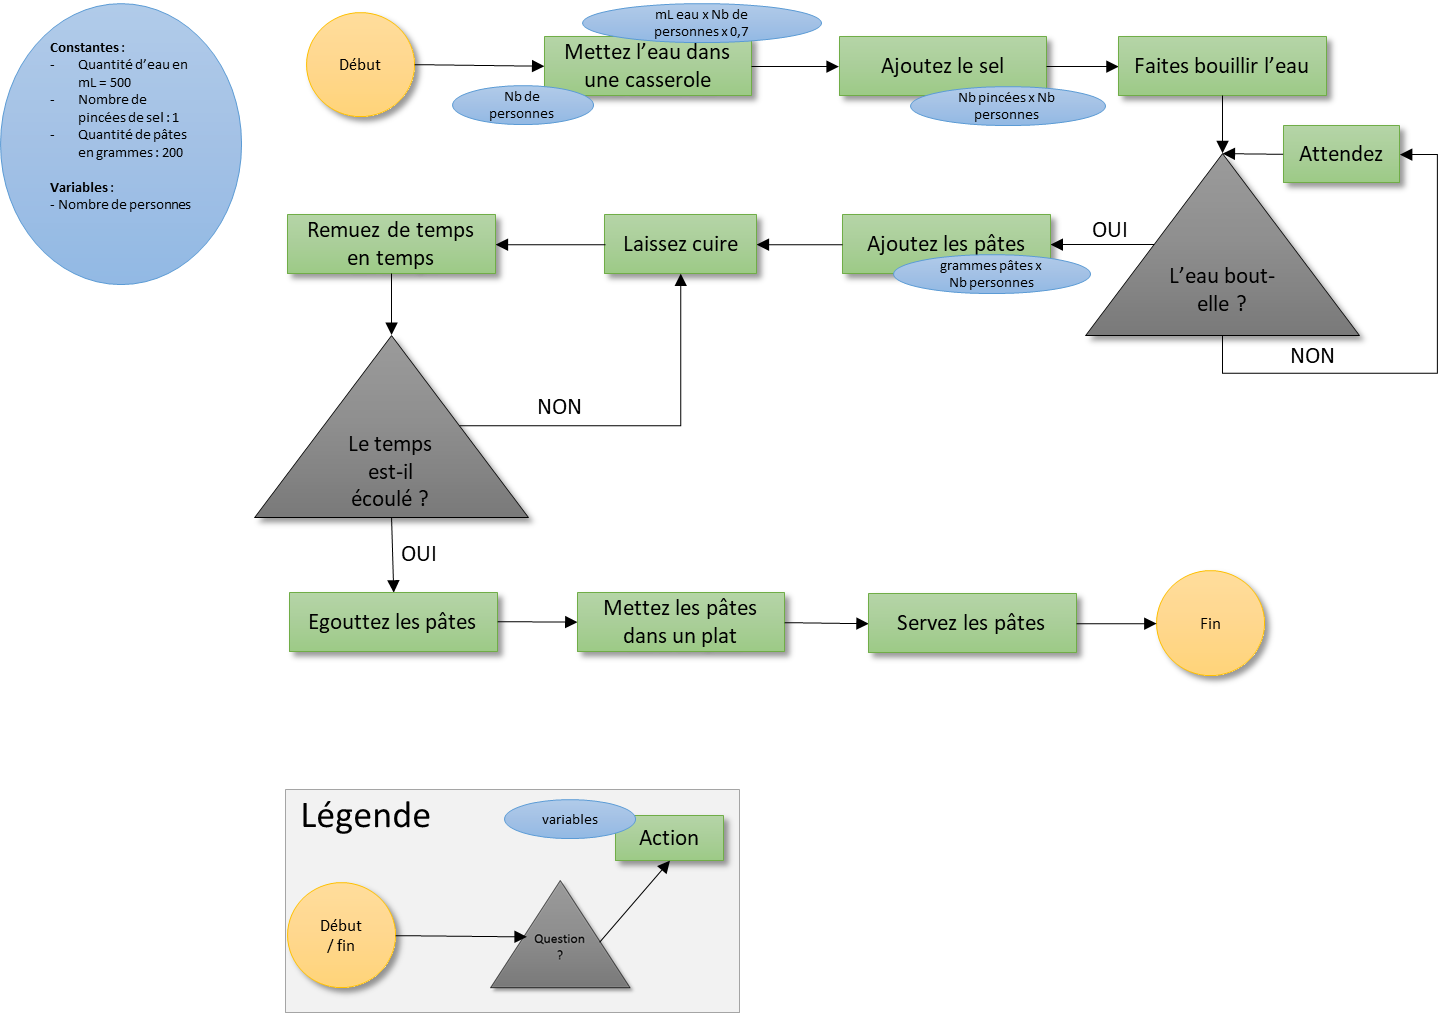 Constantes :
- Quantité d'eau en
mL = 500
- Nombre de
pincées de sel : 1
- Quantité de pâtes
en grammes : 200
Variables :
- Nombre de personnes
Début
mL eau x Nb de
personnes x 0,7
Mettez l'eau dans
une casserole
Nb de
personnes
Ajoutez le sel
Nb pincées x Nb
personnes
Faites bouillir l'eau
Attendez
L'eau bout-
elle ?
NON
OUI
Ajoutez les pâtes
grammes pâtes x
Nb personnes
Laissez cuire
Remuez de temps
en temps
Le temps
est-il
écoulé ?
NON
OUI
Egouttez les pâtes
Mettez les pâtes
dans un plat
Servez les pâtes
Fin
Légende
variables
Action
Début
/ fin
Question
?